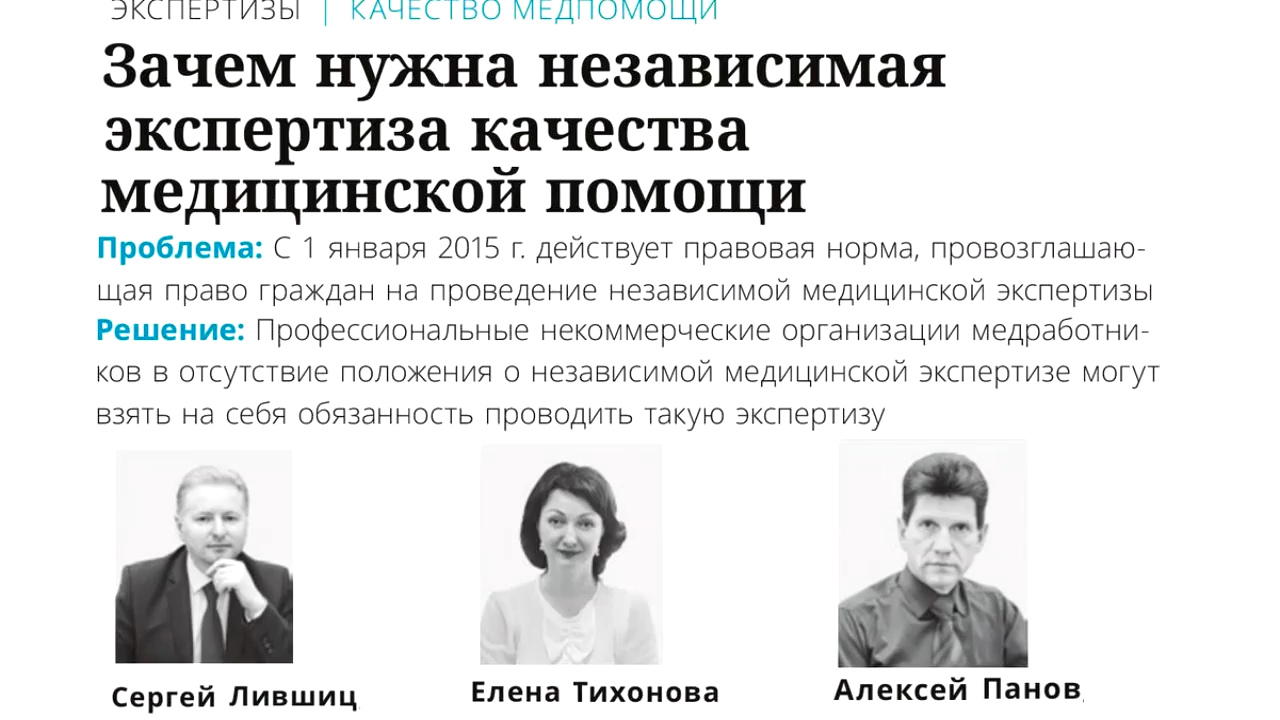 ЭКСПЕРТИЗЫ | КАЧЕСТВО МЕДПОМОЩИ
Зачем нужна независимая
экспертиза качества
медицинской помощи
Проблема: С 1 января 2015 г. действует правовая норма, провозглашаю-
щая право граждан на проведение независимой медицинской экспертизы
Решение: Профессиональные некоммерческие организации медработни-
ков в отсутствие положения о независимой медицинской экспертизе могут
взять на себя обязанность проводить такую экспертизу
Сергей Лившиц
Елена Тихонова
Алексей Панов